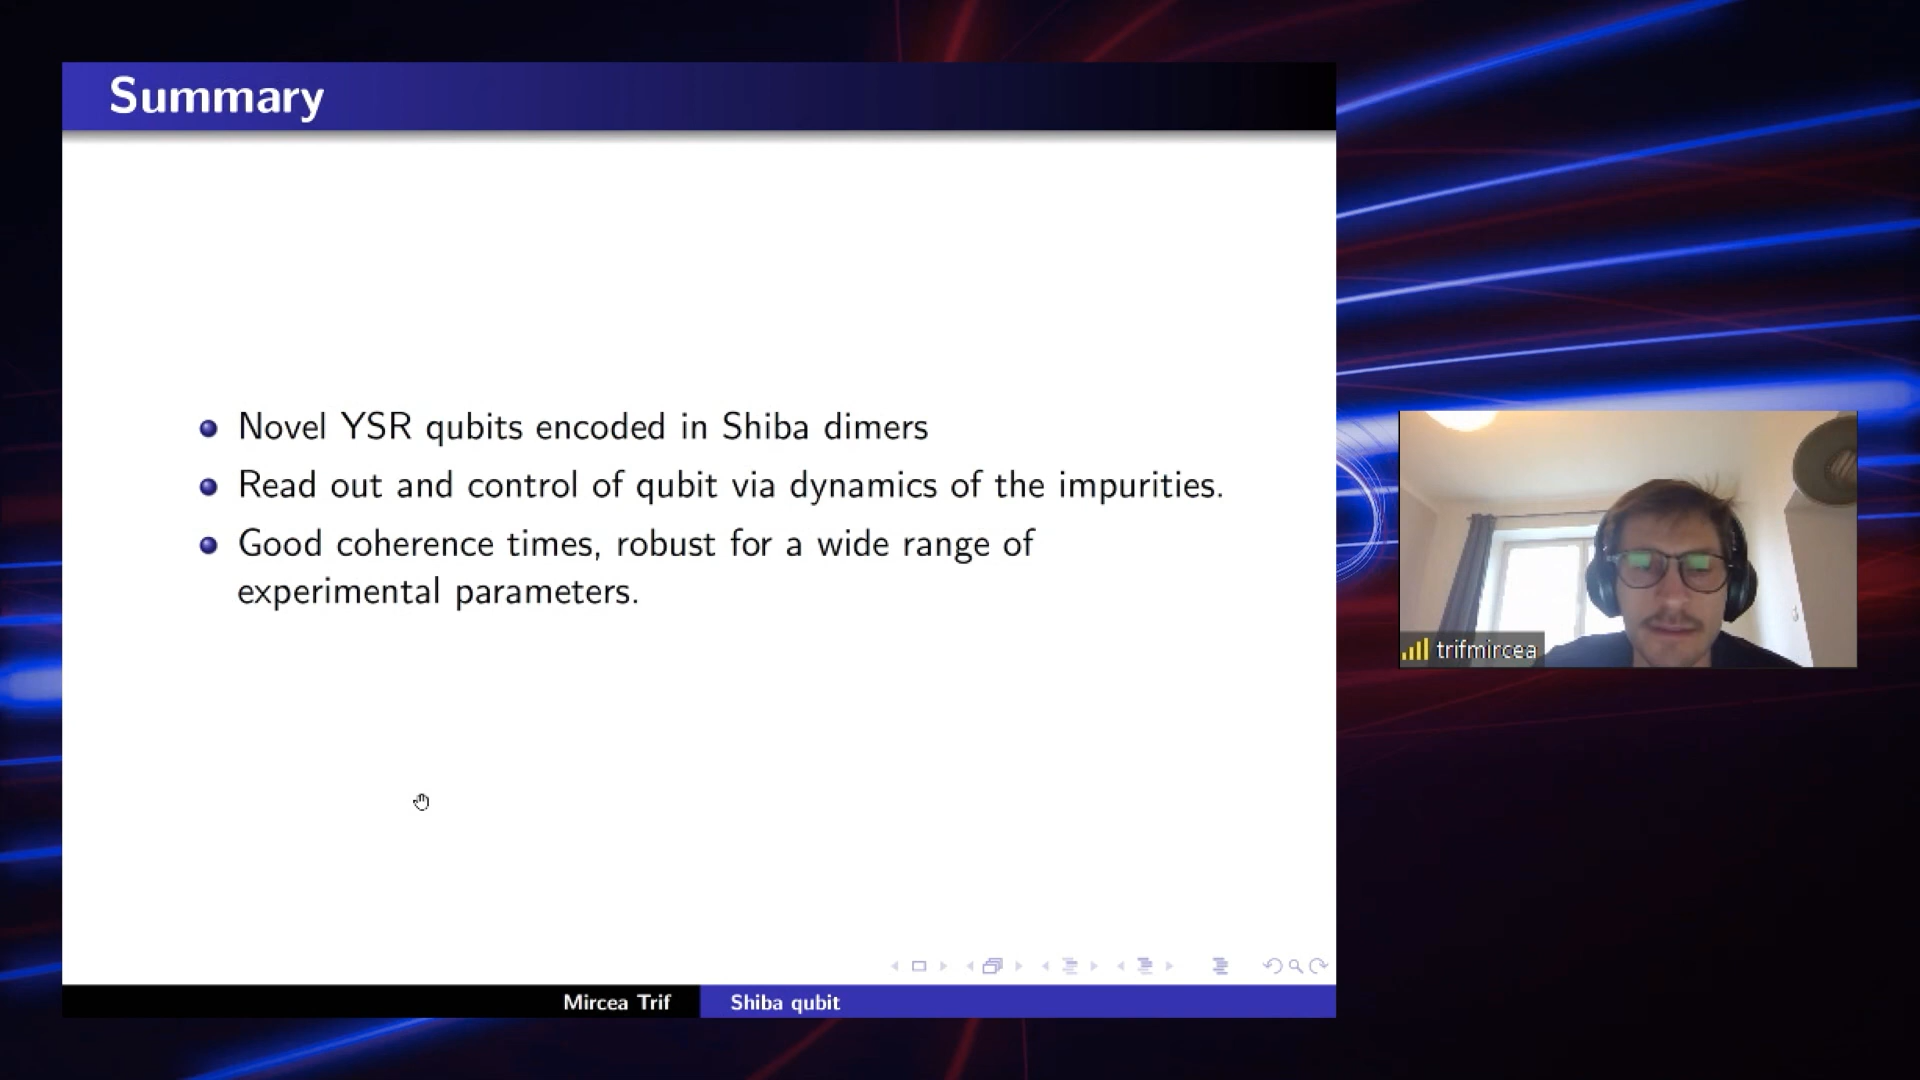 Summary
Novel YSR qubits encoded in Shiba dimers
Read out and control of qubit via dynamics of the impurities.
Good coherence times, robust for a wide range of
experimental parameters.
trifmircea
Mircea Trif
Shiba qubit